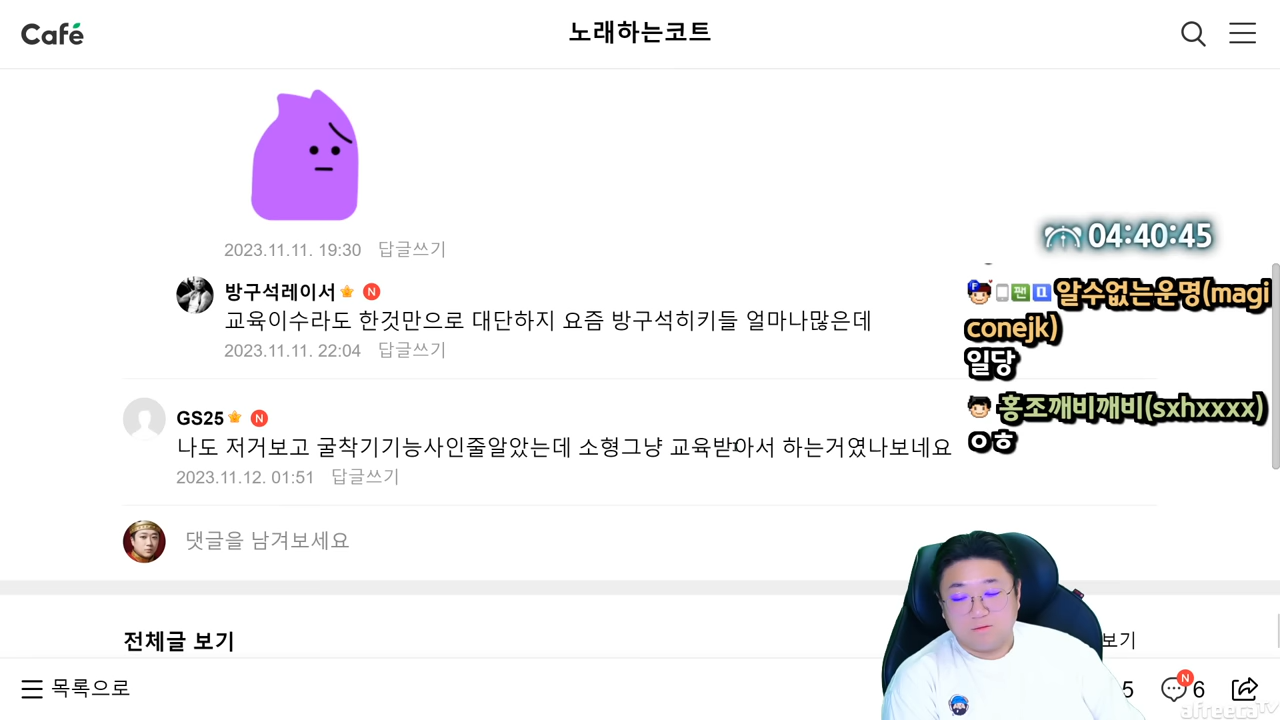 Café
노래하는코트
2023.11.11. 19:30 답글쓰기
방구석레이서 N
교육이수라도 한것만으로 대단하지 요즘 방구석히키들 얼마나많은데
2023.11.11. 22:04 답글쓰기
GS25 N
나도 저거보고 굴착기기능사인줄알았는데 소형그냥 교육받아서 하는거였나보네요
2023.11.12. 01:51 답글쓰기
댓글을 남겨보세요
전체글 보기
보기
목록으로
5
N
6
04:40:45
F 팬 알수없는운명(magi
conejk)
일당
홍조깨비깨비(sxhxxxx)
ㅇㅎ
afreecaTV